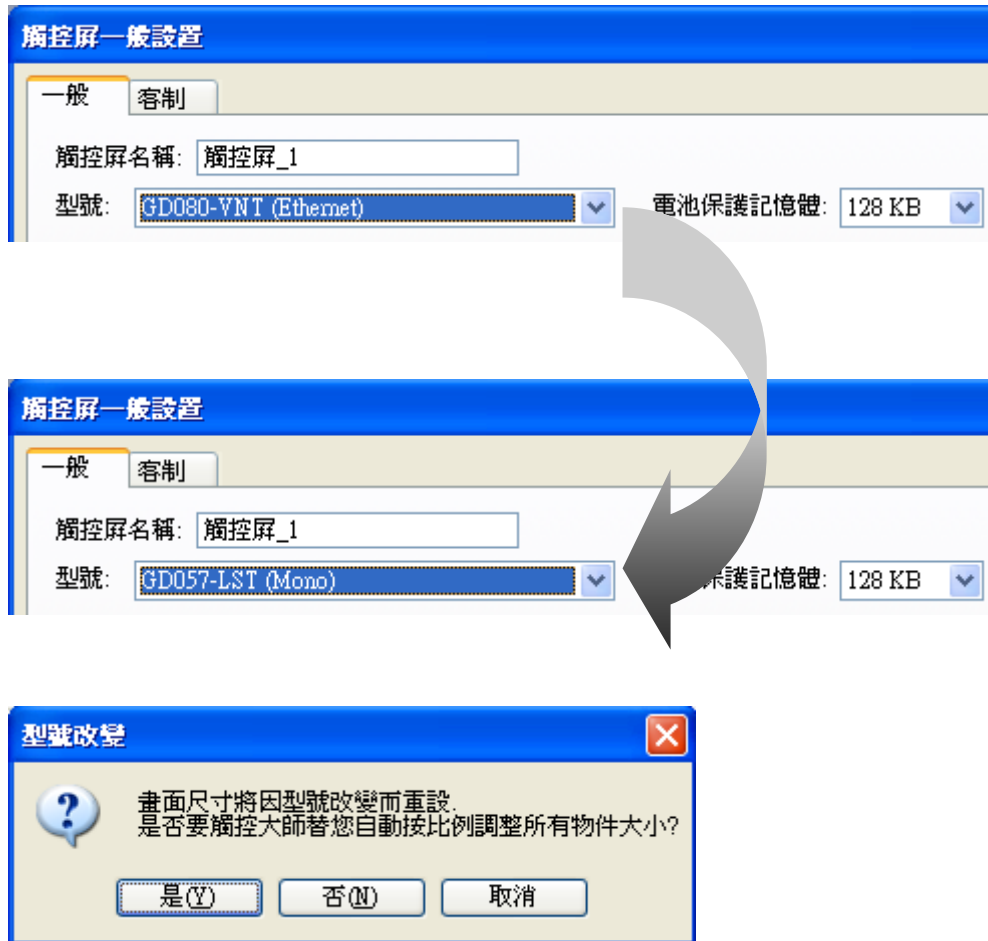 觸控屏一般設置
一般 客制
觸控屏名稱: 觸控屏_1
型號: GD080-VNT (Ethernet) 電池保護記憶體: 128 KB
觸控屏一般設置
一般 客制
觸控屏名稱: 觸控屏_1
型號: GD057-LST (Mono) 保護記憶體: 128 KB
型號改變
畫面尺寸將因型號改變而重設.
是否要觸控大師替您自動按比例調整所有物件大小?
是(Y) 否(N) 取消